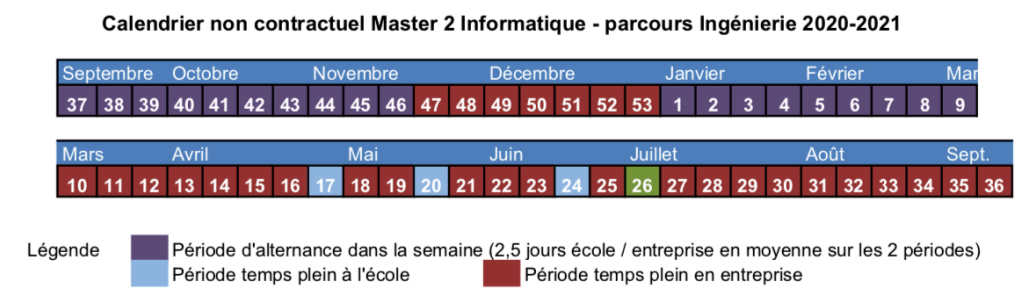 Calendrier non contractuel Master 2 Informatique - parcours Ingénierie 2020-2021
Septembre Octobre Novembre Décembre Janvier Février Mar
37 38 39 40 41 42 43 44 45 46 47 48 49 50 51 52 53 1 2 3 4 5 6 7 8 9
Mars Avril Mai Juin Juillet Août Sept.
10 11 12 13 14 15 16 17 18 19 20 21 22 23 24 25 26 27 28 29 30 31 32 33 34 35 36
Légende Période d'alternance dans la semaine (2,5 jours école / entreprise en moyenne sur les 2 périodes)
Période temps plein à l'école Période temps plein en entreprise